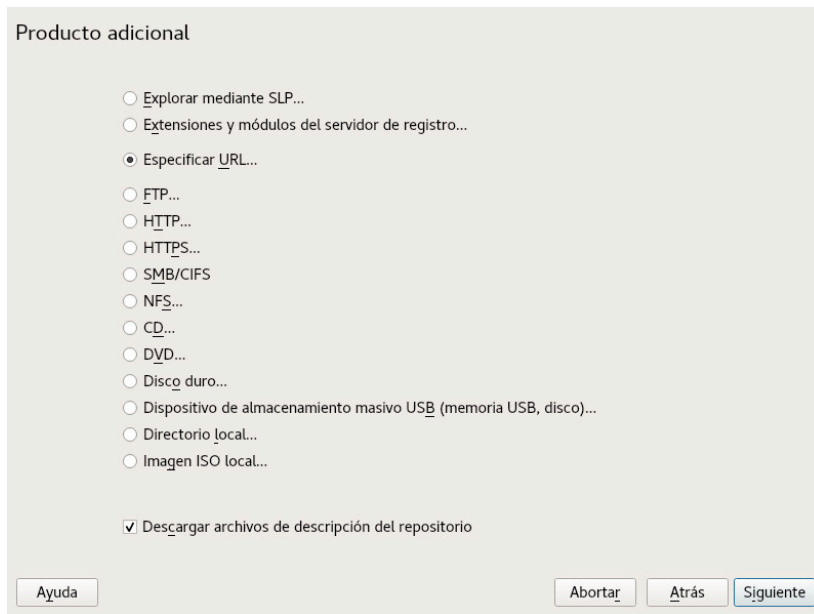 Producto adicional
Explorar mediante SLP...
Extensiones y módulos del servidor de registro...
Especificar URL...
FTP...
HTTP...
HTTPS...
SMB/CIFS
NFS...
CD...
DVD...
Disco duro...
Dispositivo de almacenamiento masivo USB (memoria USB, disco)...
Directorio local...
Imagen ISO local...
Descargar archivos de descripción del repositorio
Ayuda Abortar Atrás Siguiente